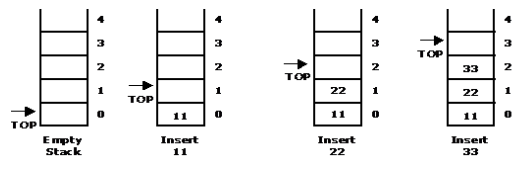 4 4 4 4
3 3 3 3
TOP
2 2 33 2
TOP
1 TOP 1 22 1 22 1
TOP 0 11 0 11 0 11 0
Empty Stack
Insert 11
Insert 22
Insert 33